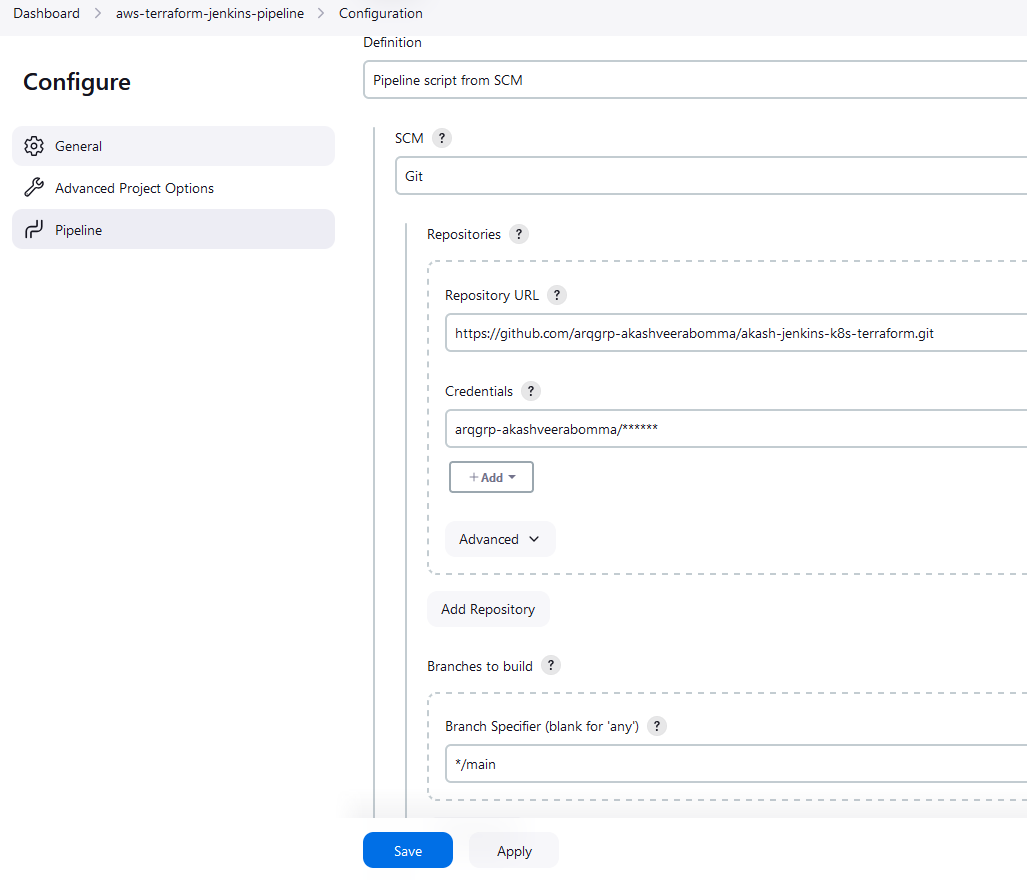 Dashboard > aws-terraform-jenkins-pipeline > Configuration
Configure
General
Advanced Project Options
Pipeline
Definition
Pipeline script from SCM
SCM ?
Git
Repositories ?
Repository URL ?
https://github.com/arqgrp-akashveerabomma/akash-jenkins-k8s-terraform.git
Credentials ?
arqgrp-akashveerabomma/******
+ Add
Advanced
Add Repository
Branches to build ?
Branch Specifier (blank for 'any') ?
*/main
Save Apply